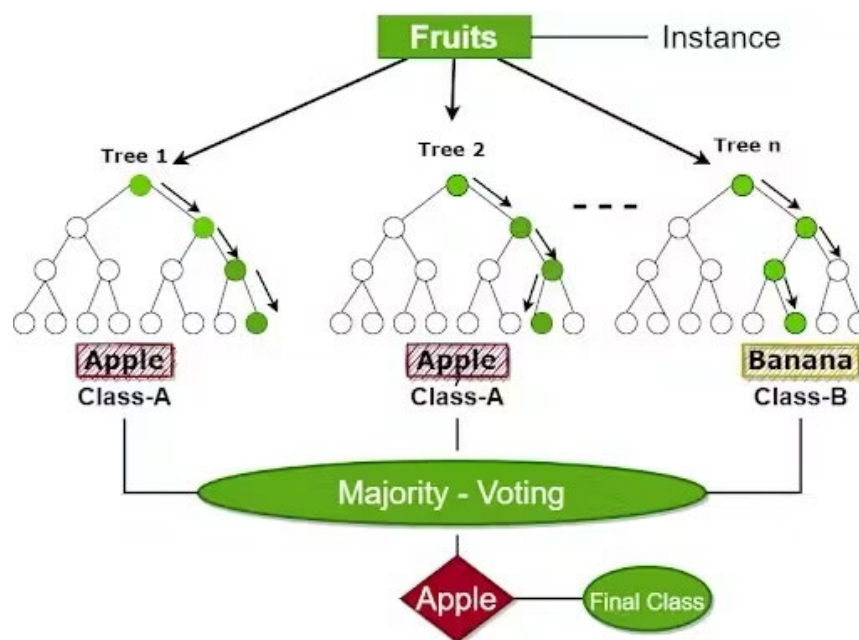 Fruits
Instance
Tree 1
Tree 2
Tree n
Apple
Apple
Banana
Class-A
Class-A
Class-B
Majority - Voting
Apple
Final Class